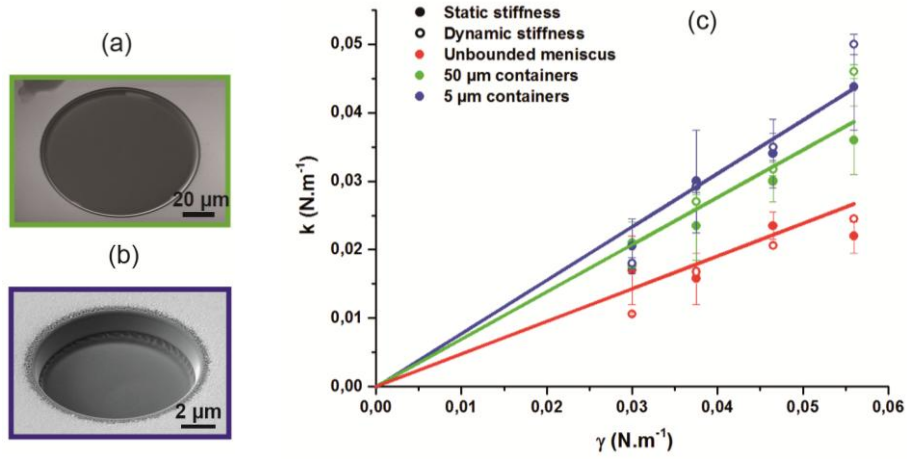 (a)
20 µm
(b)
2 µm
(c)
Static stiffness
Dynamic stiffness
Unbounded meniscus
50 µm containers
5 µm containers
k (N.m⁻¹)
0,05
0,04
0,03
0,02
0,01
0,00
0,00 0,01 0,02 0,03 0,04 0,05 0,06
γ (N.m⁻¹)